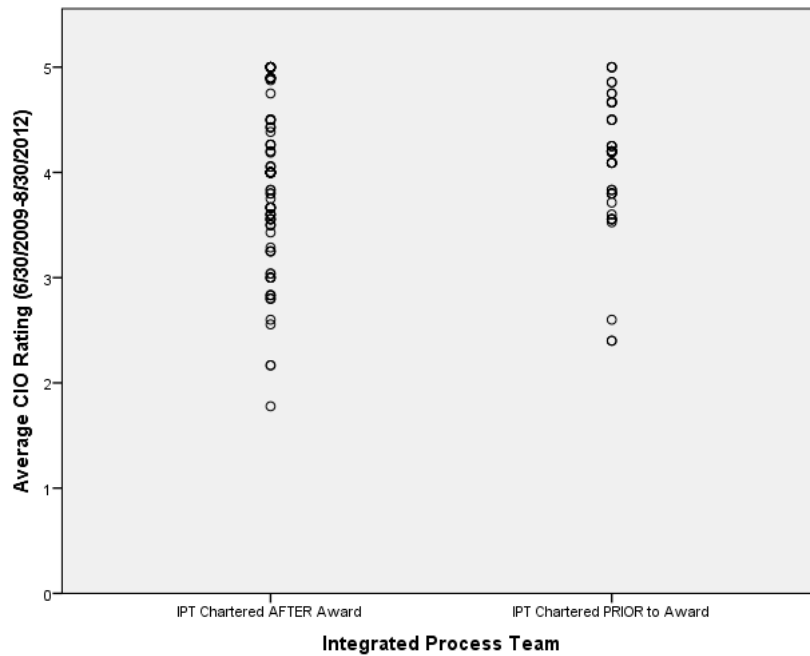 Average CIO Rating (6/30/2009-8/30/2012)
5
4
3
2
1
0
IPT Chartered AFTER Award
IPT Chartered PRIOR to Award
Integrated Process Team